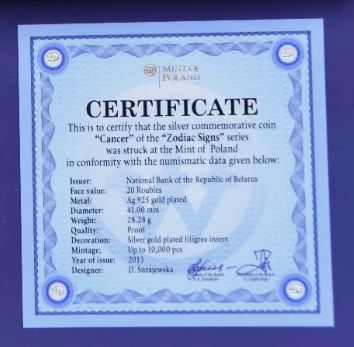 MINT OF
POLAND
CERTIFICATE
This is to certify that the silver commemorative coin
"Cancer" of the "Zodiac Signs" series
was struck at the Mint of Poland
in conformity with the numismatic data given below:
Issuer: National Bank of the Republic of Belarus
Face value: 20 Roubles
Metal: Ag 925 gold plated
Diameter: 41.00 mm
Weight: 28.28 g
Quality: Proof
Decoration: Silver gold plated filigree insert
Mintage: Up to 10,000 pcs
Year of issue: 2013
Designer: D. Surajewska